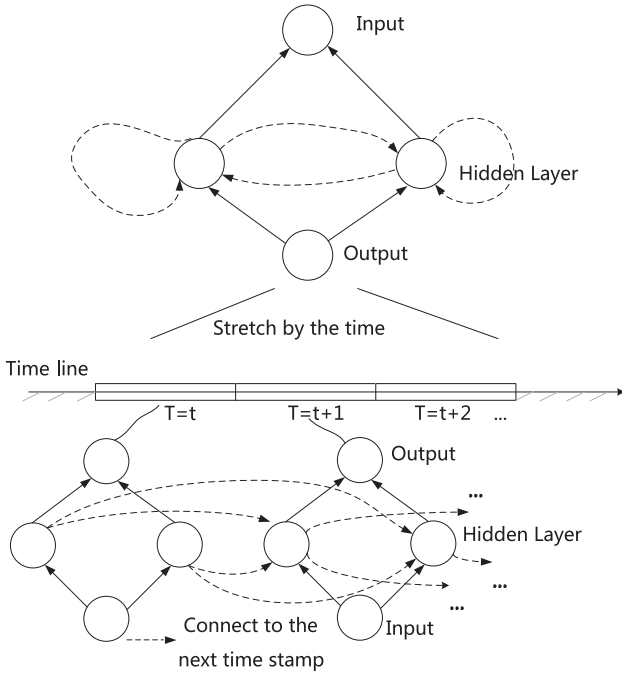 Input
Hidden Layer
Output
Stretch by the time
Time line
T=t
T=t+1
T=t+2
...
Output
...
Hidden Layer
...
...
Connect to the
next time stamp
Input